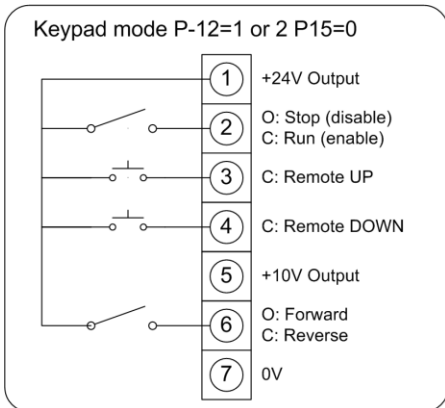 Keypad mode P-12=1 or 2 P15=0
1 +24V Output
2 O: Stop (disable)
C: Run (enable)
3 C: Remote UP
4 C: Remote DOWN
5 +10V Output
6 O: Forward
C: Reverse
7 0V